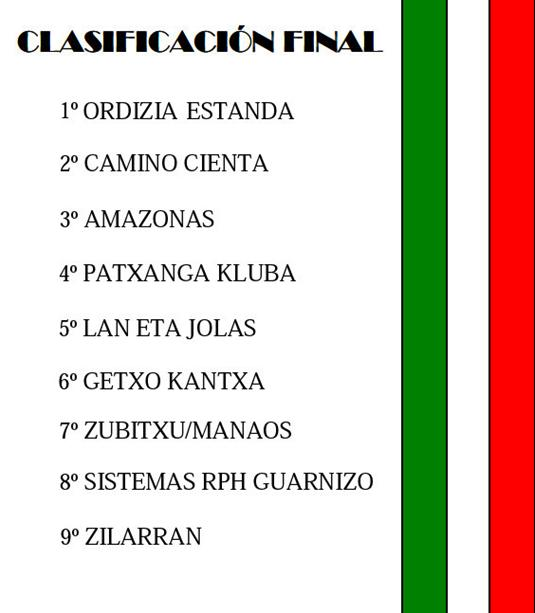 CLASIFICACIÓN FINAL
1º ORDIZIA ESTANDA
2º CAMINO CIENTA
3º AMAZONAS
4º PATXANGA KLUBA
5º LAN ETA JOLAS
6º GETXO KANTXA
7º ZUBITXU/MANAOS
8º SISTEMAS RPH GUARNIZO
9º ZILARRAN